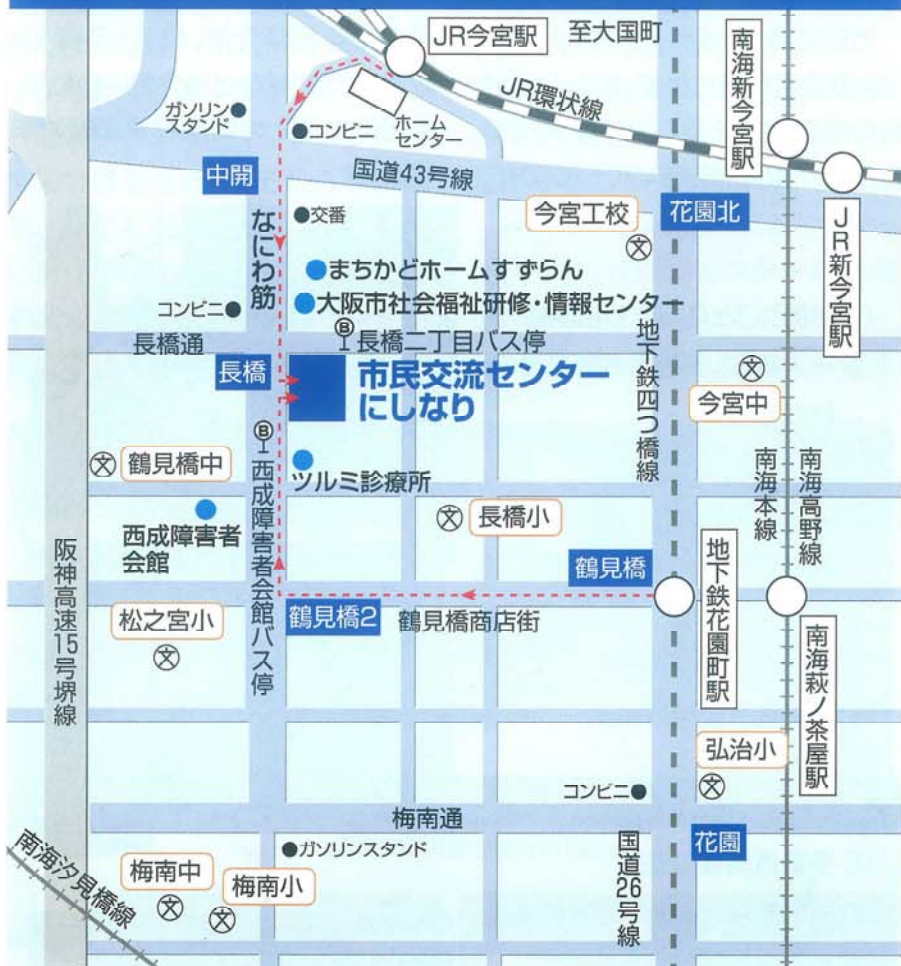 JR今宮駅
至大国町
南海新今宮駅
JR環状線
ガソリン
スタンド
コンビニ
ホーム
センター
中開
国道43号線
JR新今宮駅
今宮工校
花園北
交番
なにわ筋
まちかどホームすずらん
大阪市社会福祉研修・情報センター
コンビニ
長橋二丁目バス停
長橋通
地下鉄四つ橋線
長橋
市民交流センター
にしなり
今宮中
南海本線
南海高野線
鶴見橋中
ツルミ診療所
西成障害者会館バス停
長橋小
西成障害者
会館
阪神高速15号堺線
鶴見橋
地下鉄花園町駅
南海萩ノ茶屋駅
松之宮小
鶴見橋2
鶴見橋商店街
弘治小
コンビニ
梅南通
ガソリンスタンド
国道26号線
花園
南海汐見橋線
梅南中
梅南小
B
B
文
文
文
文
文
文
文
文